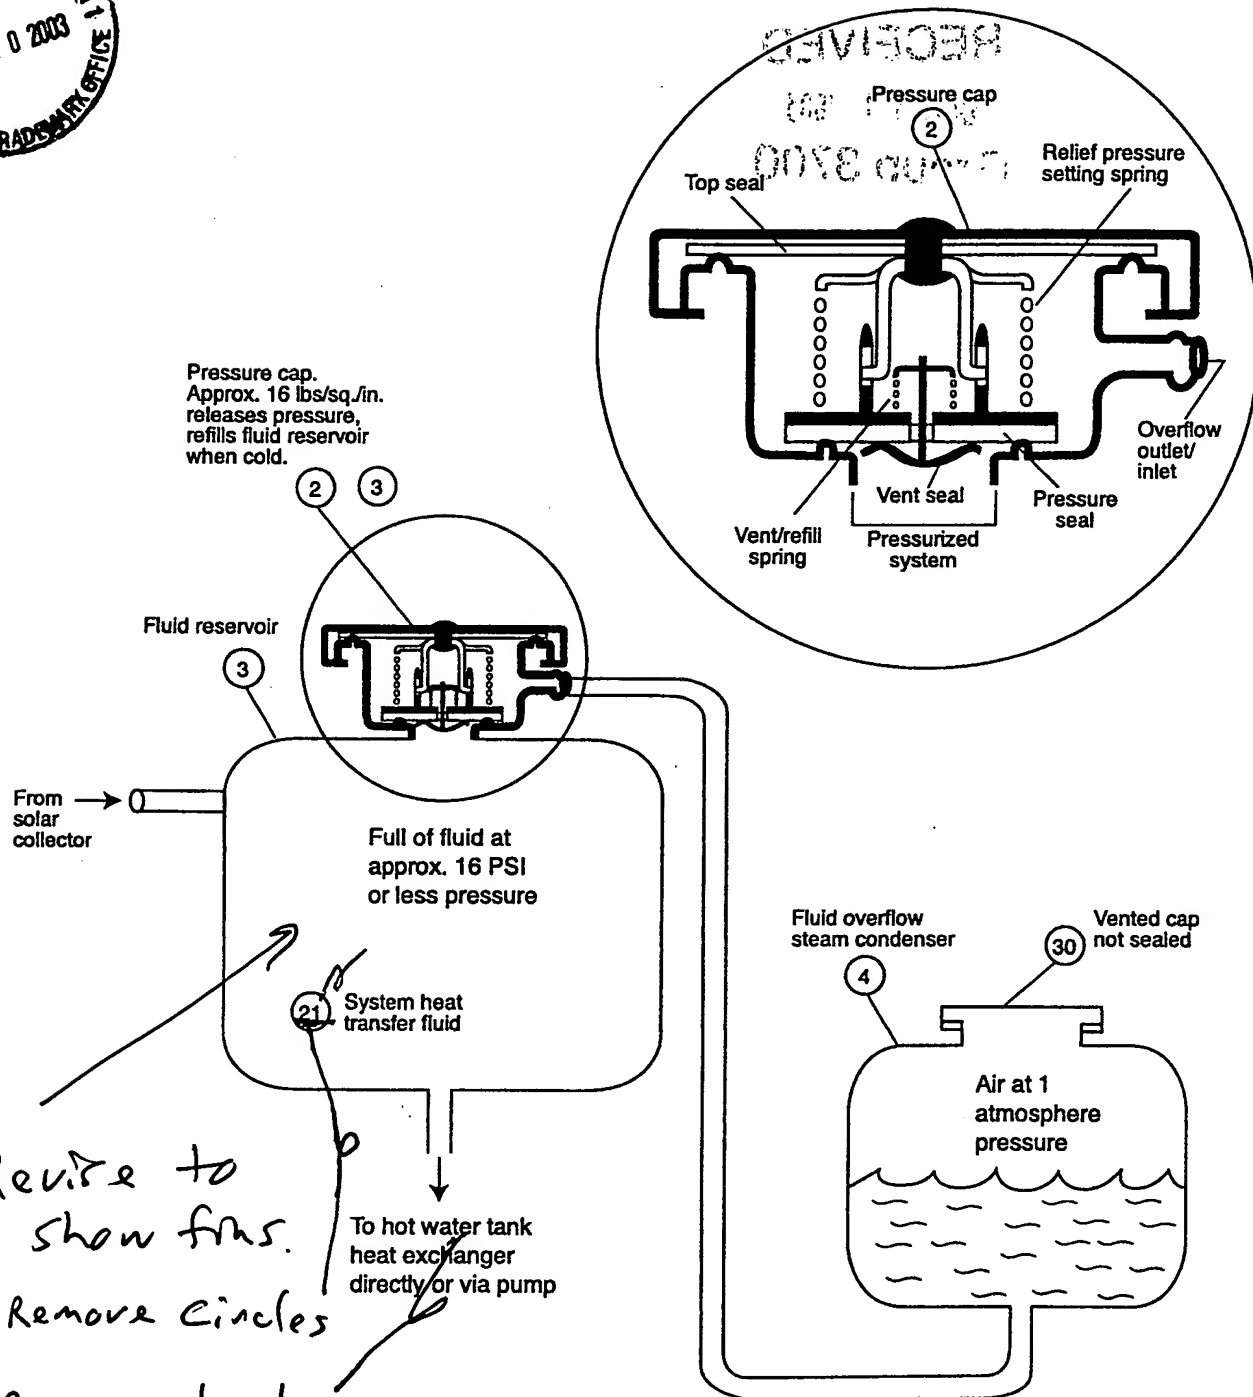 0 2003
TRADEMARK OFFICE
RECEIVED
Pressure cap
2
Relief pressure
setting spring
Top seal
Overflow
outlet/
inlet
Vent seal
Pressure
seal
Vent/refill
spring
Pressurized
system
Pressure cap.
Approx. 16 lbs/sq./in.
releases pressure,
refills fluid reservoir
when cold.
2 3
Fluid reservoir
3
From
solar
collector
Full of fluid at
approx. 16 PSI
or less pressure
21
System heat
transfer fluid
Fluid overflow
steam condenser
4
Vented cap
not sealed
30
Air at 1
atmosphere
pressure
To hot water tank
heat exchanger
directly or via pump
show fins.
Remove Circles